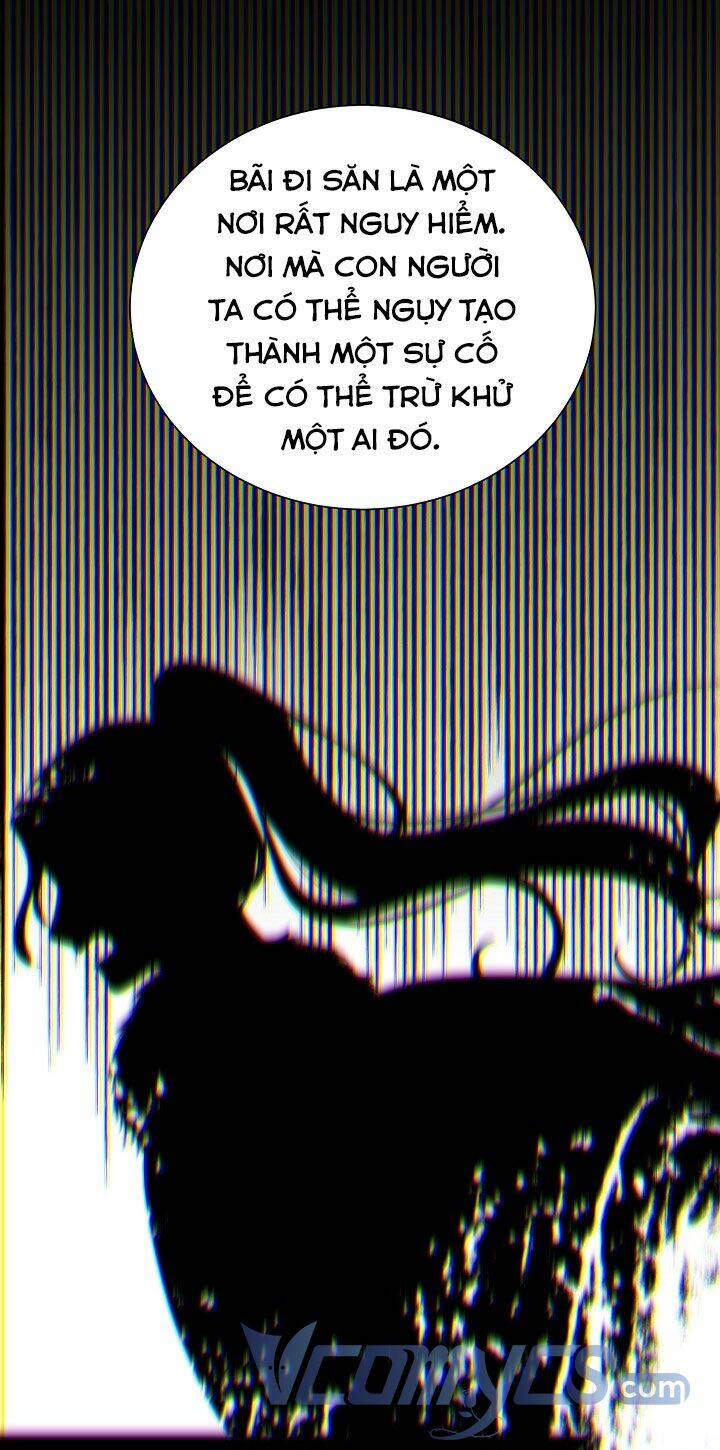 BÃI ĐI SĂN LÀ MỘT
NƠI RẤT NGUY HIỂM.
NƠI MÀ CON NGƯỜI
TA CÓ THỂ NGỤY TẠO
THÀNH MỘT SỰ CỐ
ĐỂ CÓ THỂ TRỪ KHỬ
MỘT AI ĐÓ.
VCOMYCS.com